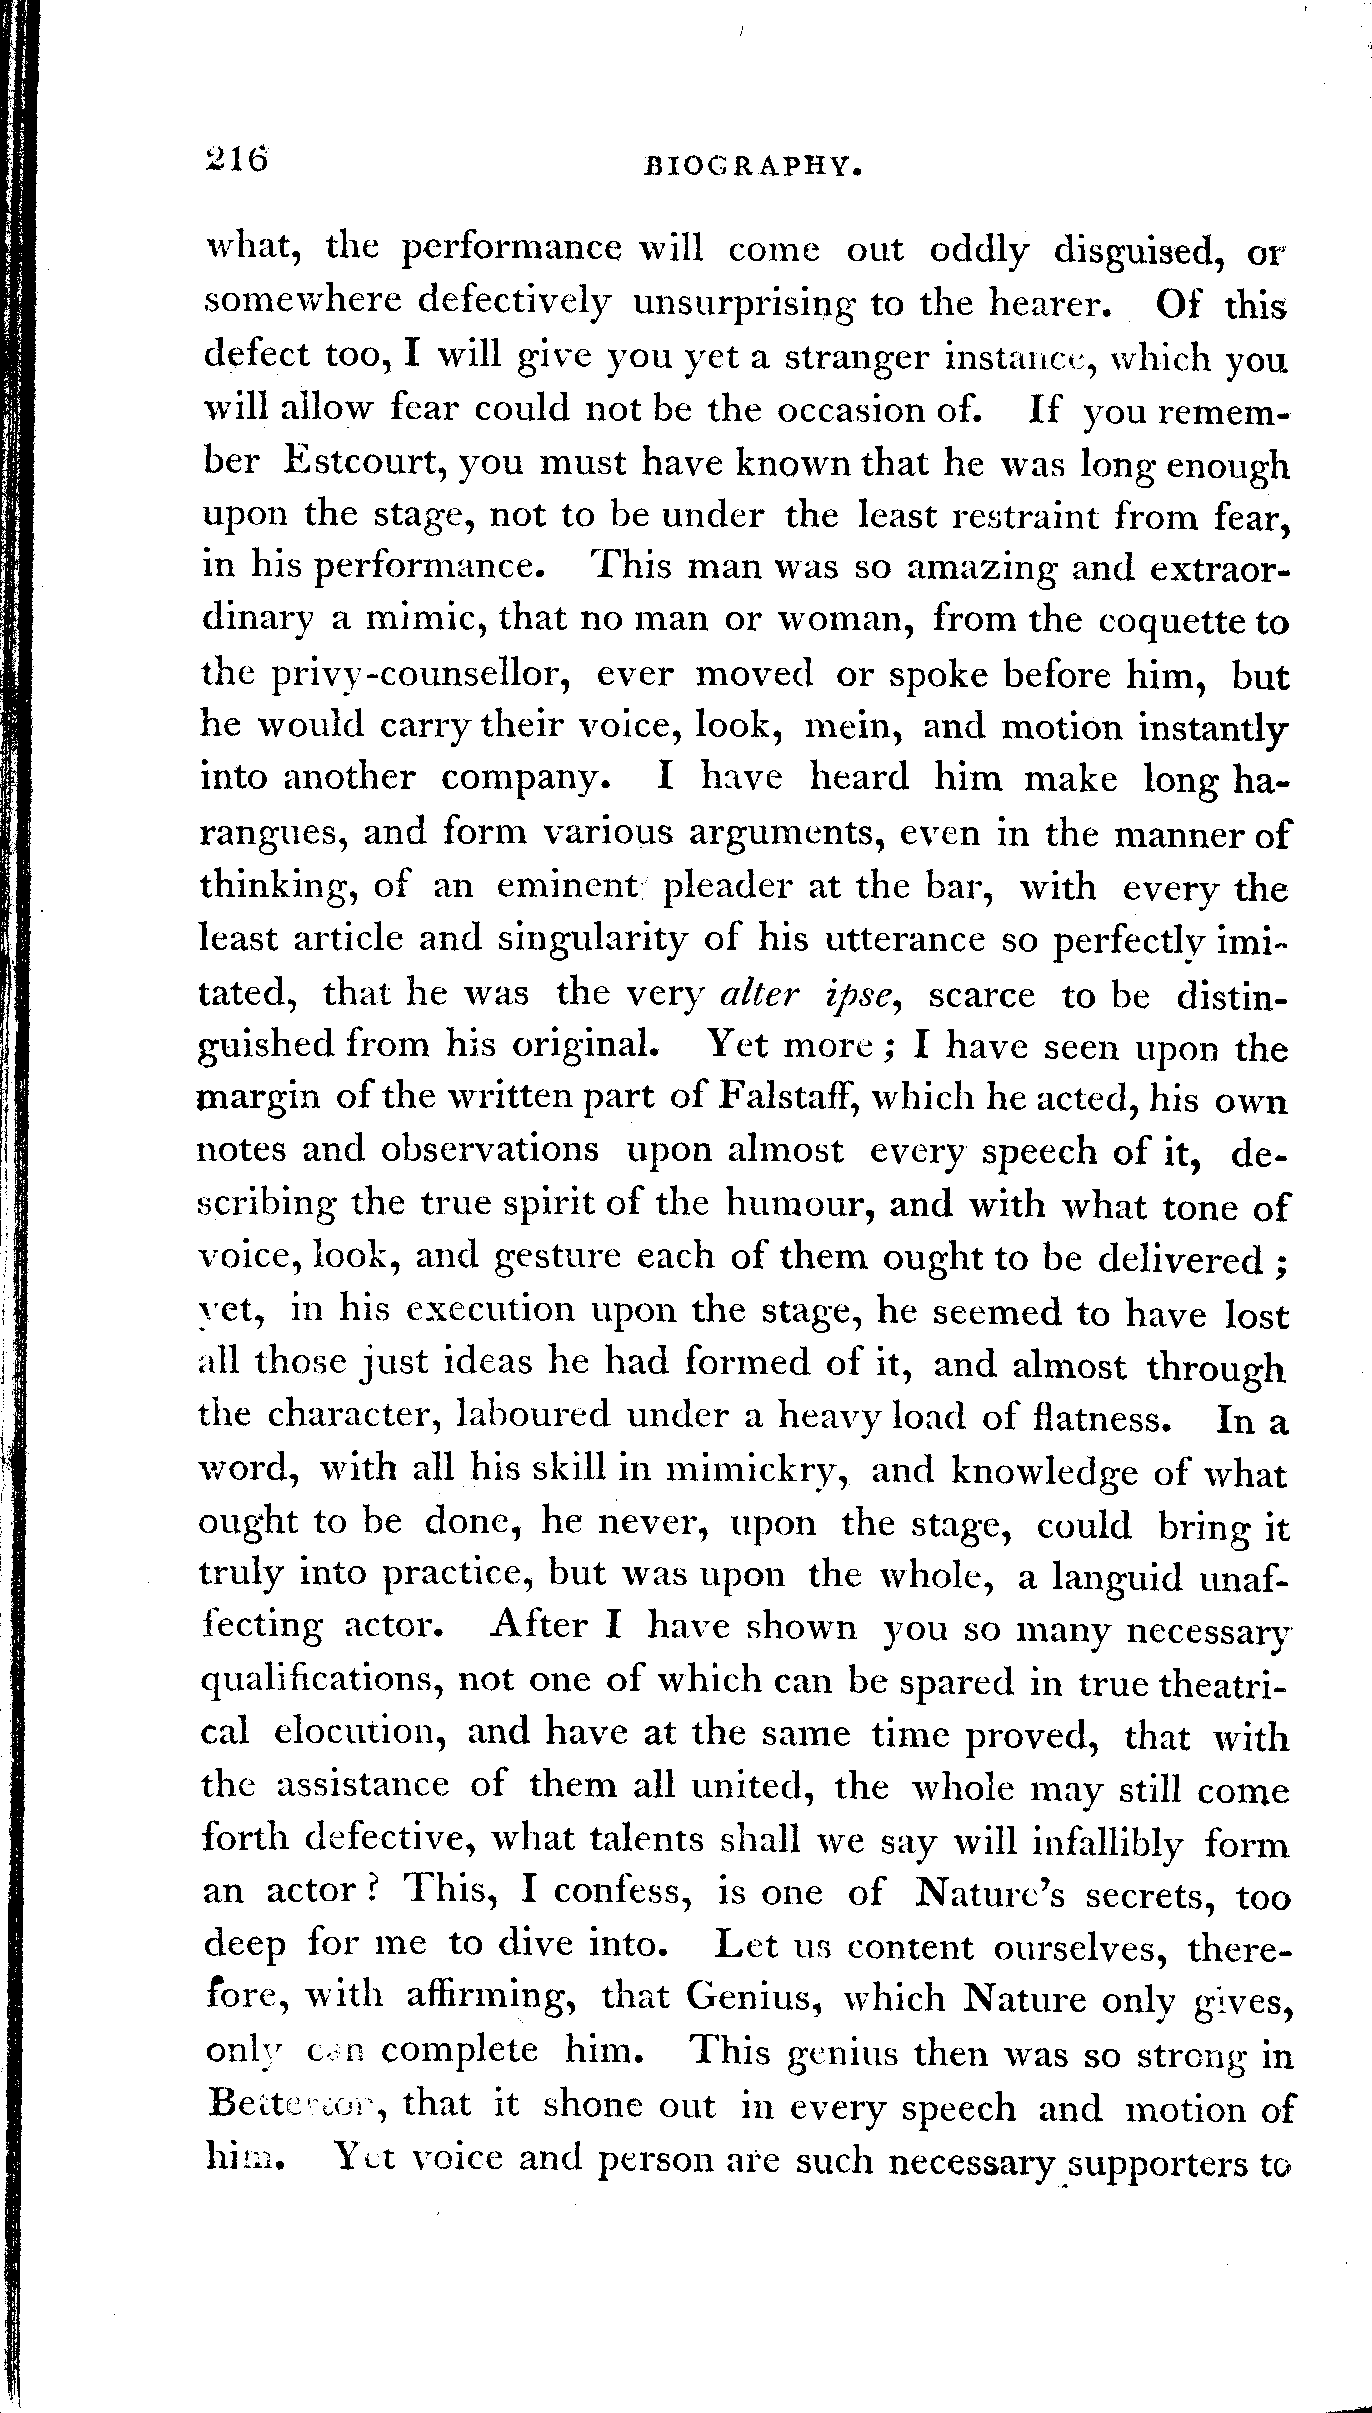 216
BIOGRAPHY.
what, the performance will come out oddly disguised, or
somewhere defectively unsurprising to the hearer. Of this
defect too, I will give you yet a stranger instance, which you
will allow fear could not be the occasion of. If you remem-
ber Estcourt, you must have known that he was long enough
upon the stage, not to be under the least restraint from fear,
in his performance. This man was so amazing and extraor-
dinary a mimic, that no man or woman, from the coquette to
the privy-counsellor, ever moved or spoke before him, but
he would carry their voice, look, mein, and motion instantly
into another company. I have heard him make long ha-
rangues, and form various arguments, even in the manner of
thinking, of an eminent pleader at the bar, with every the
least article and singularity of his utterance so perfectly imi-
tated, that he was the very alter ipse, scarce to be distin-
guished from his original. Yet more ; I have seen upon the
margin of the written part of Falstaff, which he acted, his own
notes and observations upon almost every speech of it, de-
scribing the true spirit of the humour, and with what tone of
voice, look, and gesture each of them ought to be delivered ;
yet, in his execution upon the stage, he seemed to have lost
all those just ideas he had formed of it, and almost through
the character, laboured under a heavy load of flatness. In a
word, with all his skill in mimickry, and knowledge of what
ought to be done, he never, upon the stage, could bring it
truly into practice, but was upon the whole, a languid unaf-
fecting actor. After I have shown you so many necessary
qualifications, not one of which can be spared in true theatri-
cal elocution, and have at the same time proved, that with
the assistance of them all united, the whole may still come
forth defective, what talents shall we say will infallibly form
an actor ? This, I confess, is one of Nature's secrets, too
deep for me to dive into. Let us content ourselves, there-
fore, with affirming, that Genius, which Nature only gives,
only can complete him. This genius then was so strong in
Betterton, that it shone out in every speech and motion of
him. Yet voice and person are such necessary supporters to